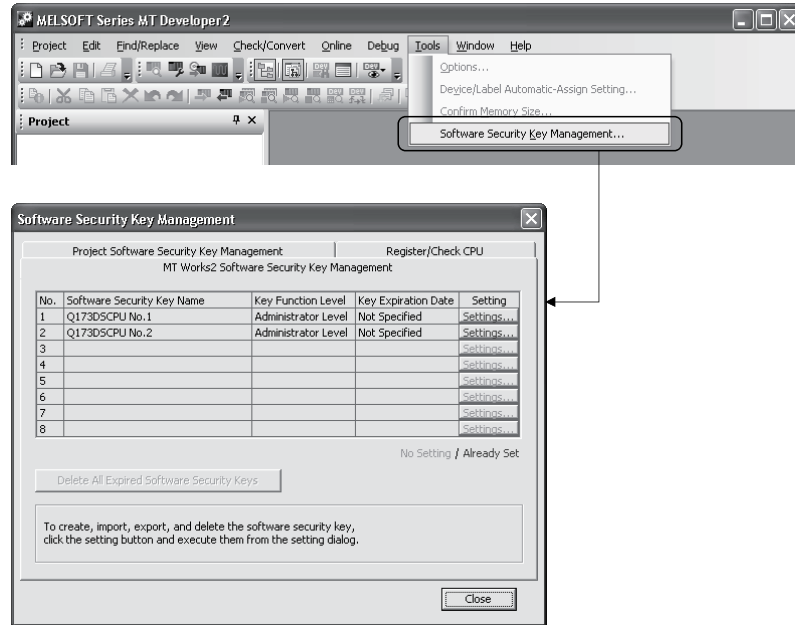 MELSOFT Series MT Developer2
Project Edit Find/Replace View Check/Convert Online Debug Tools Window Help
Options...
Device/Label Automatic-Assign Setting...
Confirm Memory Size...
Software Security Key Management...
Project
Software Security Key Management
Project Software Security Key Management Register/Check CPU
MT Works2 Software Security Key Management
No. Software Security Key Name Key Function Level Key Expiration Date Setting
1 Q173DSCPU No.1 Administrator Level Not Specified Settings...
2 Q173DSCPU No.2 Administrator Level Not Specified Settings...
3 Settings...
4 Settings...
5 Settings...
6 Settings...
7 Settings...
8 Settings...
No Setting / Already Set
Delete All Expired Software Security Keys
To create, import, export, and delete the software security key,
click the setting button and execute them from the setting dialog.
Close